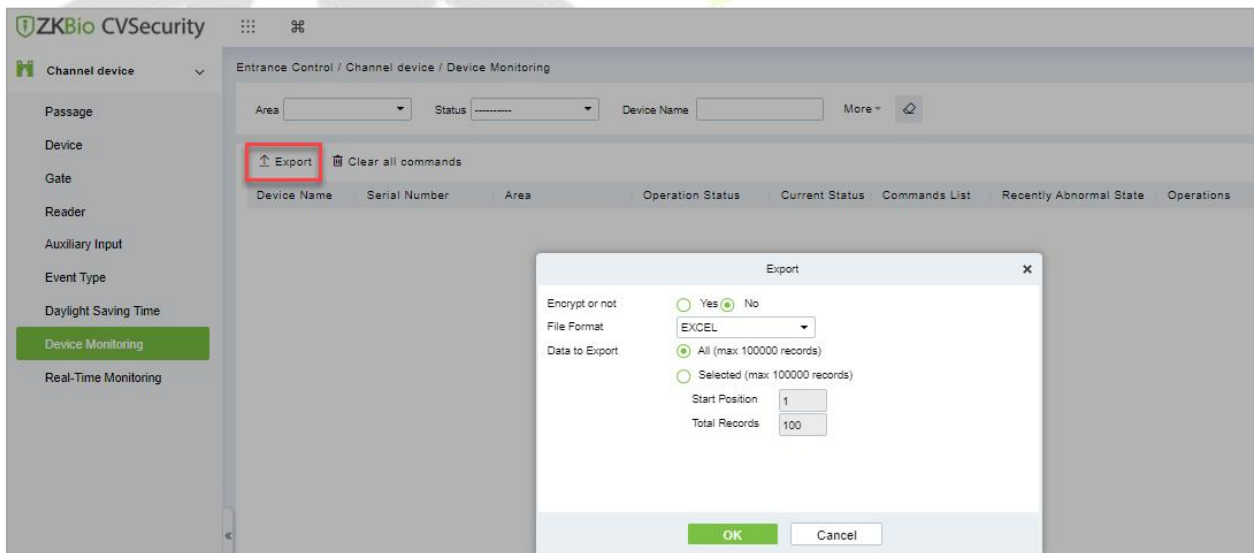 ZKBio CVSecurity
Channel device
Passage
Device
Gate
Reader
Auxiliary Input
Event Type
Daylight Saving Time
Device Monitoring
Real-Time Monitoring
Entrance Control / Channel device / Device Monitoring
Area Status ---------- Device Name More
Export Clear all commands
Device Name Serial Number Area Operation Status Current Status Commands List Recently Abnormal State Operations
Export
Encrypt or not Yes No
File Format EXCEL
Data to Export All (max 100000 records)
Selected (max 100000 records)
Start Position 1
Total Records 100
OK Cancel